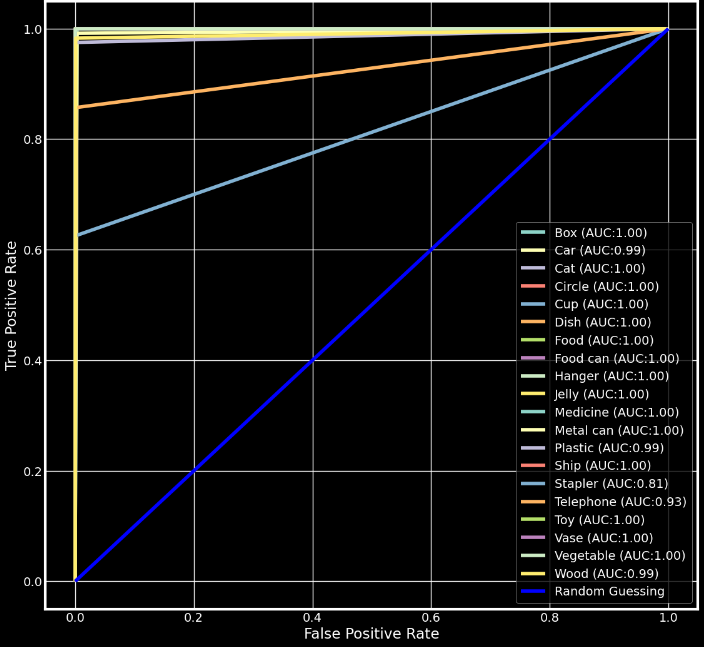 1.0
0.8
0.6
0.4
0.2
0.0
True Positive Rate
Box (AUC:1.00)
Car (AUC:0.99)
Cat (AUC:1.00)
Circle (AUC:1.00)
Cup (AUC:1.00)
Dish (AUC:1.00)
Food (AUC:1.00)
Food can (AUC:1.00)
Hanger (AUC:1.00)
Jelly (AUC:1.00)
Medicine (AUC:1.00)
Metal can (AUC:1.00)
Plastic (AUC:0.99)
Ship (AUC:1.00)
Stapler (AUC:0.81)
Telephone (AUC:0.93)
Toy (AUC:1.00)
Vase (AUC:1.00)
Vegetable (AUC:1.00)
Wood (AUC:0.99)
Random Guessing
0.0 0.2 0.4 0.6 0.8 1.0
False Positive Rate